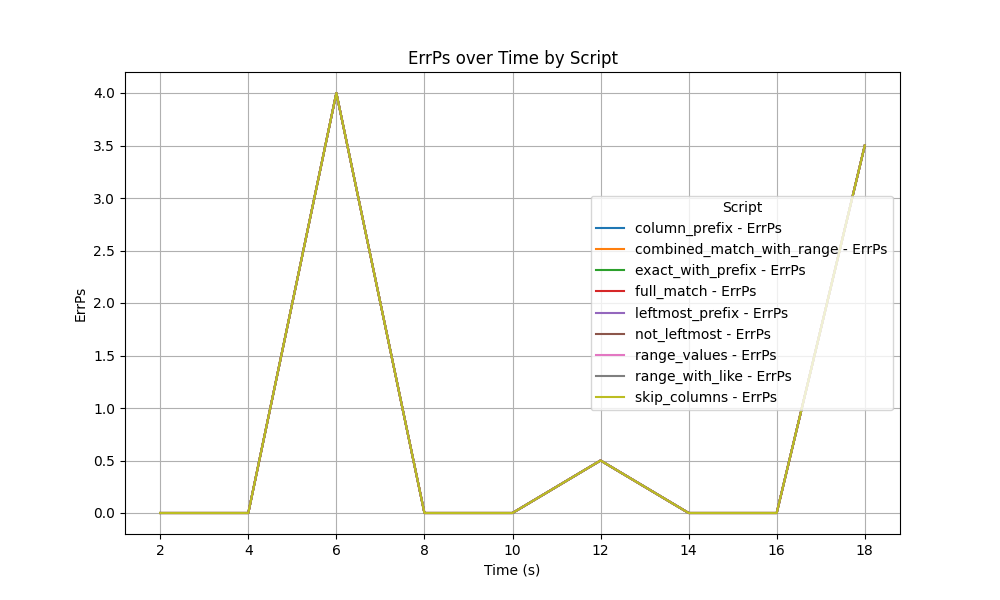 ErrPs over Time by Script
4.0
3.5
3.0
2.5
2.0
1.5
1.0
0.5
0.0
ErrPs
Script
column_prefix - ErrPs
combined_match_with_range - ErrPs
exact_with_prefix - ErrPs
full_match - ErrPs
leftmost_prefix - ErrPs
not_leftmost - ErrPs
range_values - ErrPs
range_with_like - ErrPs
skip_columns - ErrPs
2 4 6 8 10 12 14 16 18
Time (s)